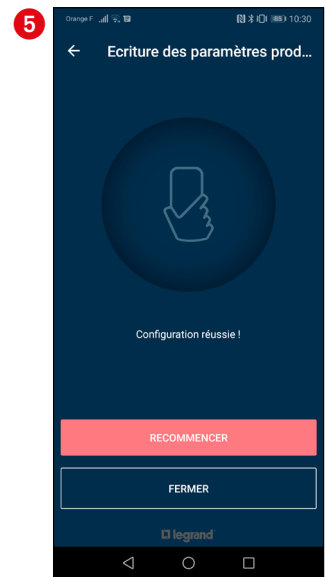 5
Orange F 10:30
Ecriture des paramètres prod...
Configuration réussie !
RECOMMENCER
FERMER
legrand